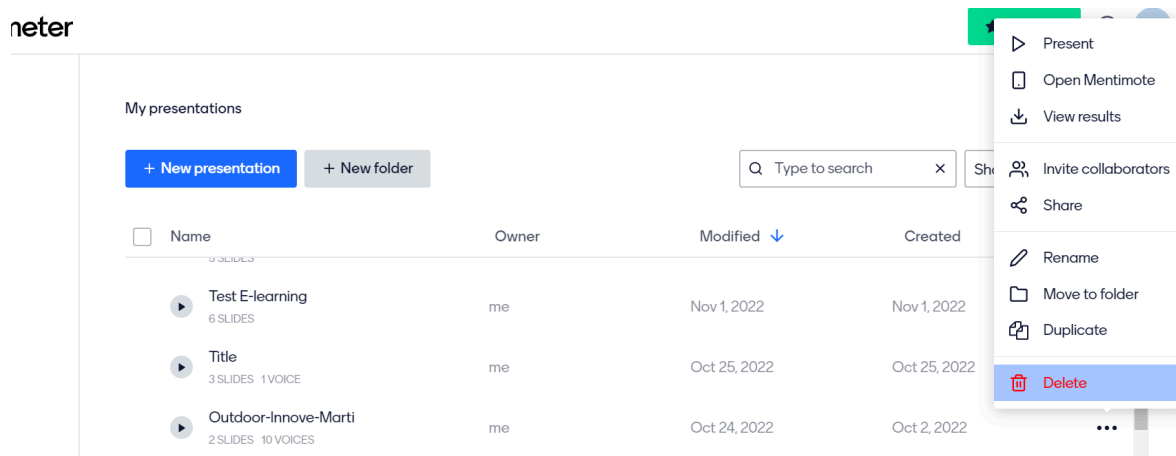 My presentations
+ New presentation
+ New folder
Type to search
Name
Owner
Modified
Created
5 SLIDES
Test E-learning
6 SLIDES
me
Nov 1, 2022
Nov 1, 2022
Title
3 SLIDES 1 VOICE
me
Oct 25, 2022
Oct 25, 2022
Outdoor-Innove-Marti
2 SLIDES 10 VOICES
me
Oct 24, 2022
Oct 2, 2022
Present
Open Mentimote
View results
Invite collaborators
Share
Rename
Move to folder
Duplicate
Delete